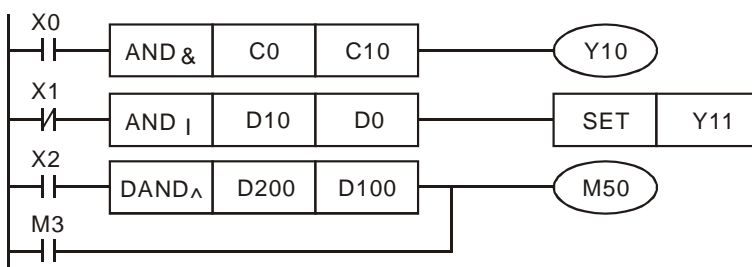 X0
AND & C0 C10 Y10
X1
AND | D10 D0 SET Y11
X2
DAND ^ D200 D100 M50
M3